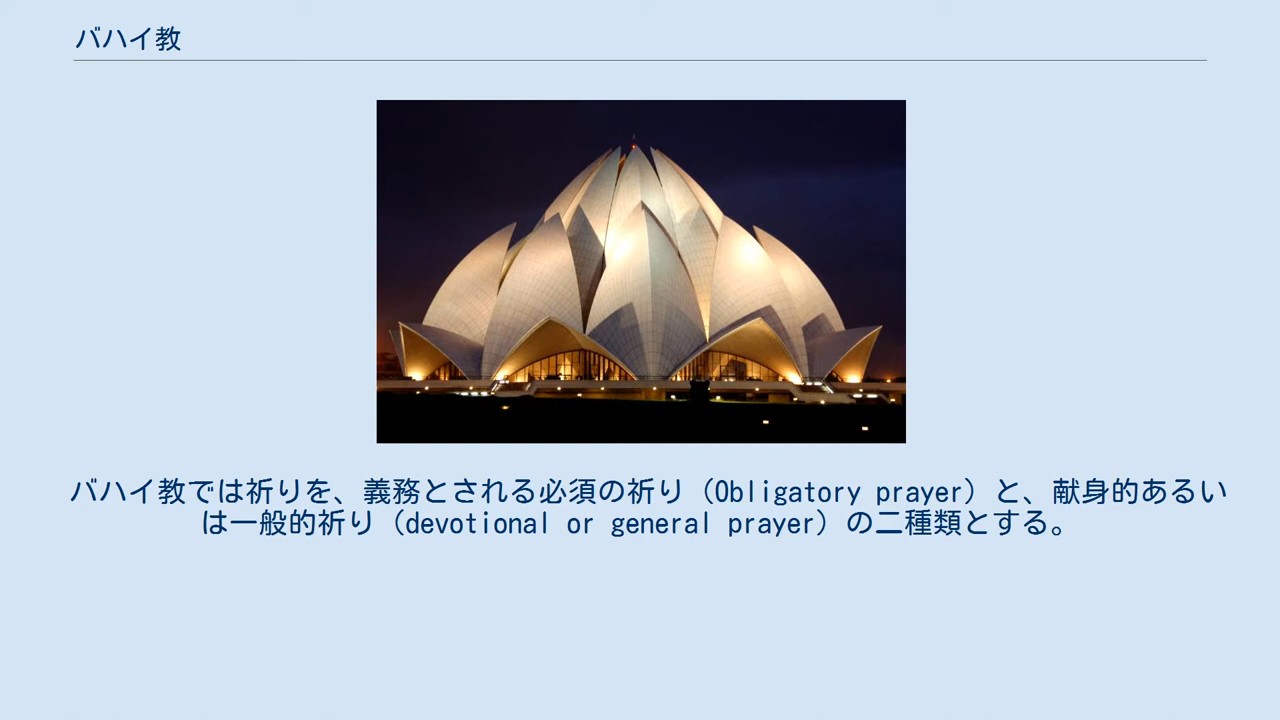 バハイ教
バハイ教では祈りを、義務とされる必須の祈り（Obligatory prayer）と、献身的あるい
は一般的祈り（devotional or general prayer）の二種類とする。